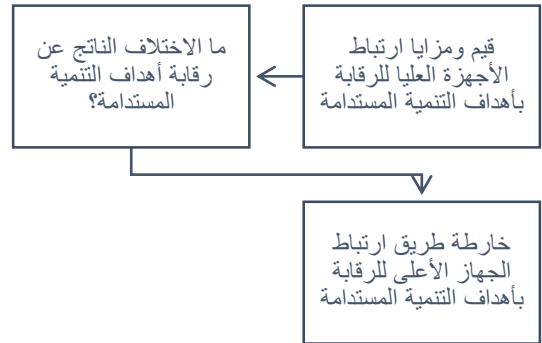 قيم ومزايا ارتباط
الأجهزة العليا للرقابة
بأهداف التنمية المستدامة
ما الاختلاف الناتج عن
رقابة أهداف التنمية
المستدامة؟
خارطة طريق ارتباط
الجهاز الأعلى للرقابة
بأهداف التنمية المستدامة